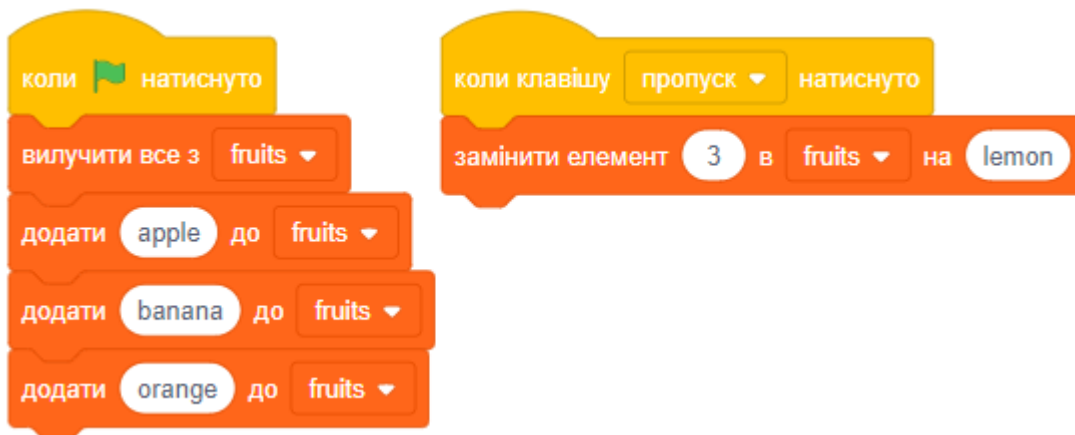 коли натиснуто
вилучити все з fruits
додати apple до fruits
додати banana до fruits
додати orange до fruits
коли клавішу пропуск натиснуто
замінити елемент 3 в fruits на lemon